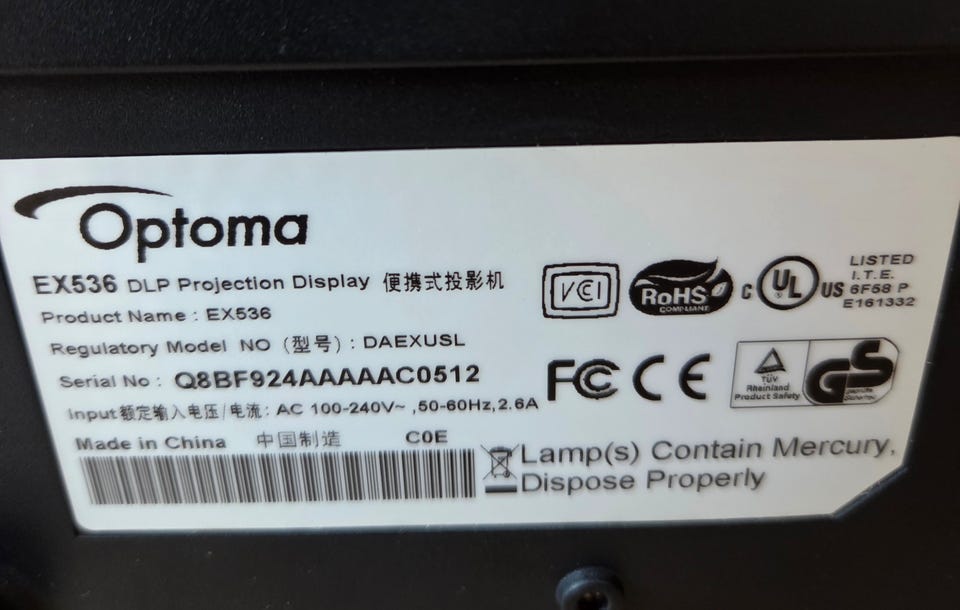 Optoma
EX536 DLP Projection Display 便携式投影机
Product Name : EX536
Regulatory Model NO (型号) : DAEXUSL
Serial No : Q8BF924AAAAAC0512
Input额定输入电压/电流: AC 100-240V~ ,50-60Hz,2.6A
Made in China 中国制造 C0E
VCCI
RoHS
COMPLIANT
C UL US
LISTED
I.T.E.
6F58 P
E161332
FC CE
TÜV
Rheinland
Product Safety
GS
Lamp(s) Contain Mercury,
Dispose Properly